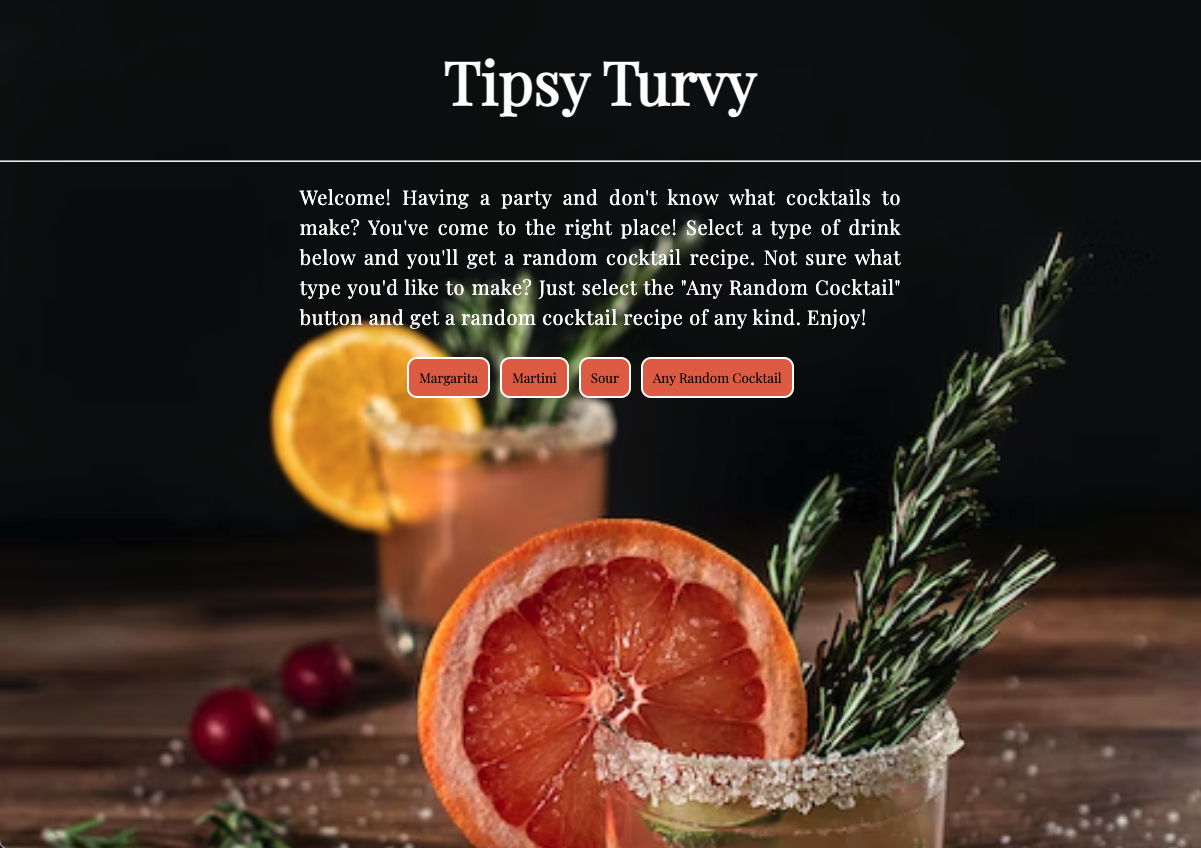 Tipsy Turvy
Welcome! Having a party and don't know what cocktails to
make? You've come to the right place! Select a type of drink
below and you'll get a random cocktail recipe. Not sure what
type you'd like to make? Just select the "Any Random Cocktail"
button and get a random cocktail recipe of any kind. Enjoy!
Margarita Martini Sour Any Random Cocktail